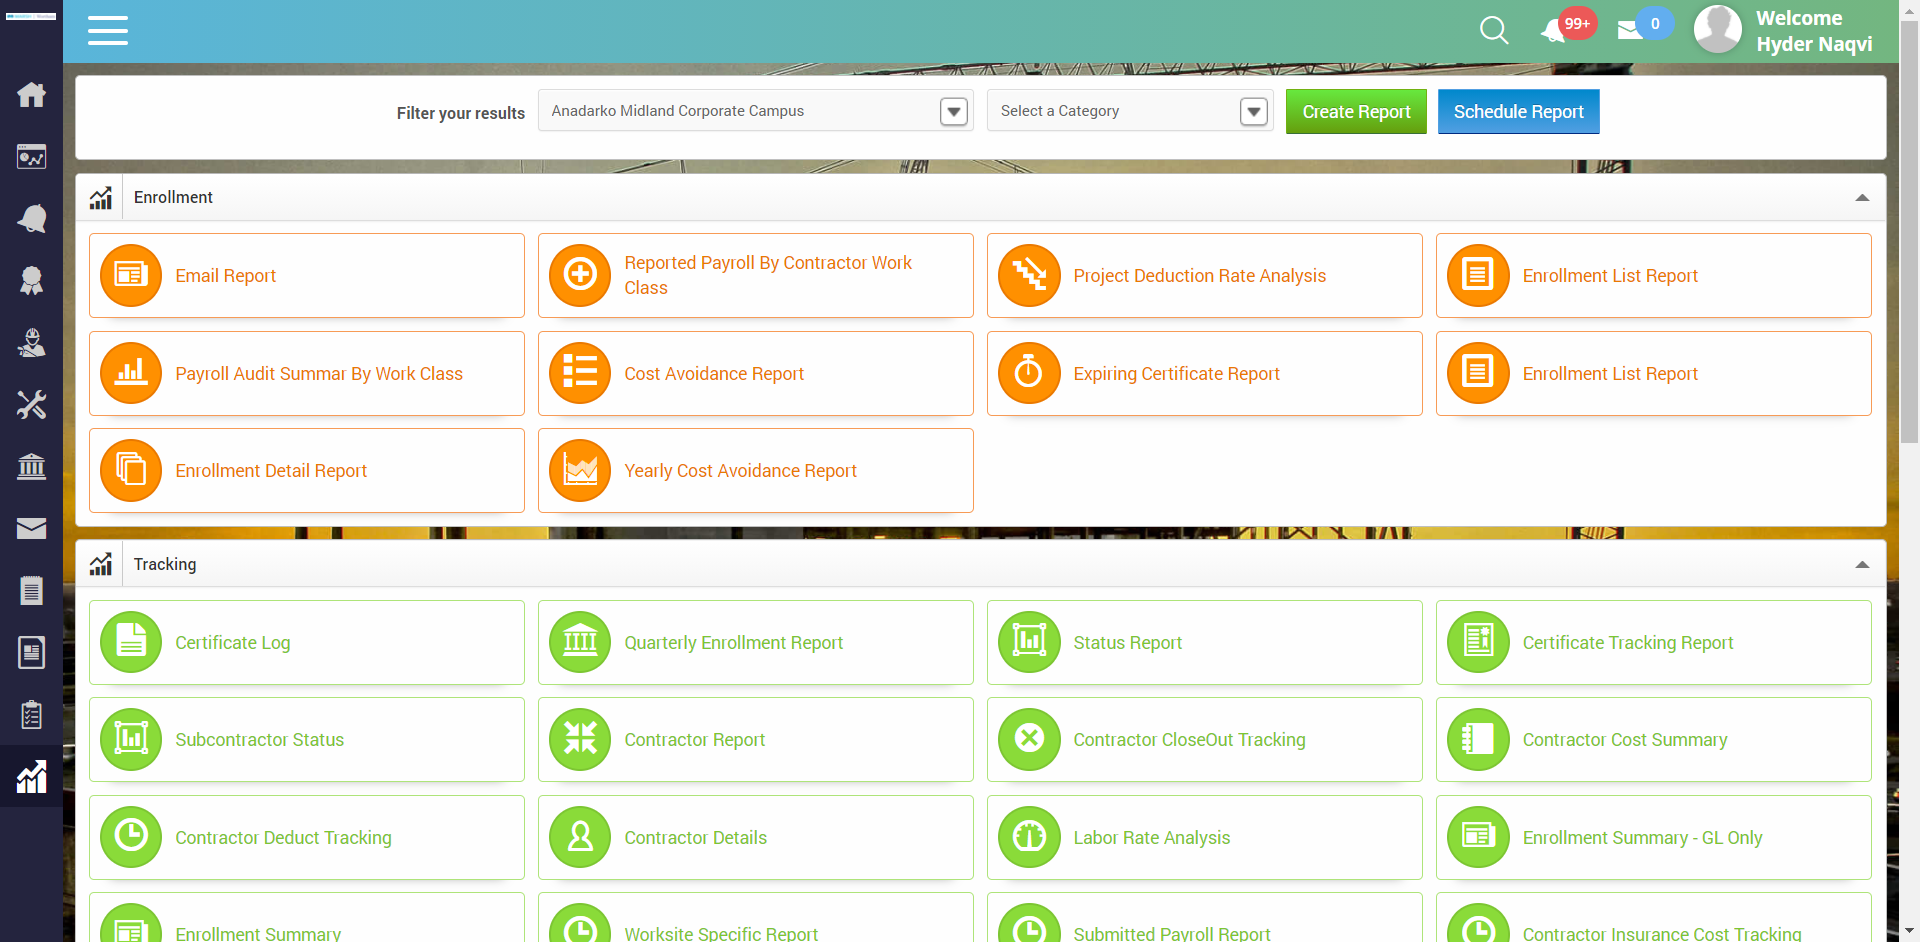 99+
0
Welcome
Hyder Naqvi
Filter your results
Anadarko Midland Corporate Campus
Select a Category
Create Report
Schedule Report
Enrollment
Email Report
Reported Payroll By Contractor Work
Class
Project Deduction Rate Analysis
Enrollment List Report
Payroll Audit Summar By Work Class
Cost Avoidance Report
Expiring Certificate Report
Enrollment List Report
Enrollment Detail Report
Yearly Cost Avoidance Report
Tracking
Certificate Log
Quarterly Enrollment Report
Status Report
Certificate Tracking Report
Subcontractor Status
Contractor Report
Contractor CloseOut Tracking
Contractor Cost Summary
Contractor Deduct Tracking
Contractor Details
Labor Rate Analysis
Enrollment Summary - GL Only
Enrollment Summary
Worksite Specific Report
Submitted Payroll Report
Contractor Insurance Cost Tracking